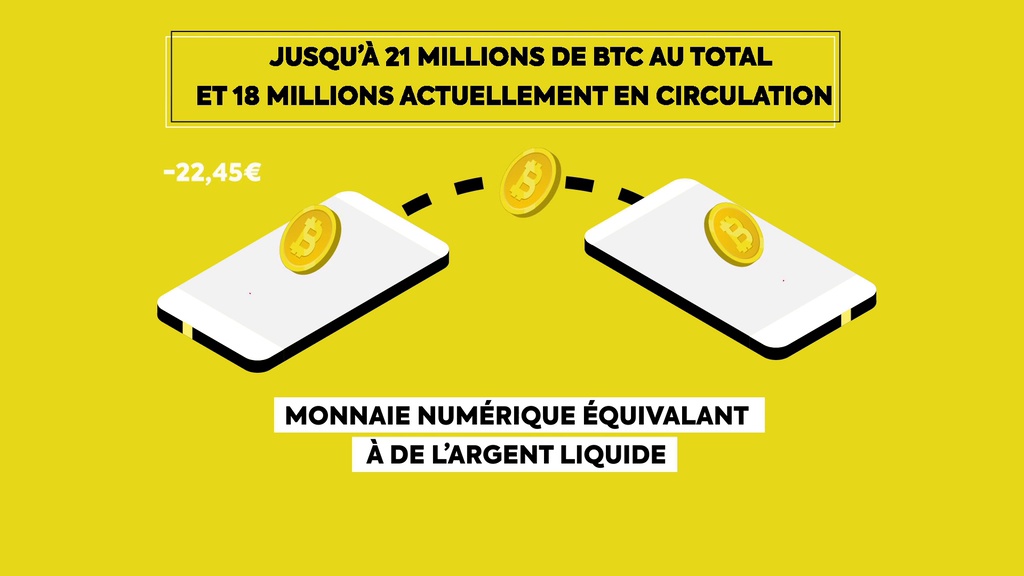 JUSQU’À 21 MILLIONS DE BTC AU TOTAL
ET 18 MILLIONS ACTUELLEMENT EN CIRCULATION
-22,45€
MONNAIE NUMÉRIQUE ÉQUIVALANT
À DE L’ARGENT LIQUIDE